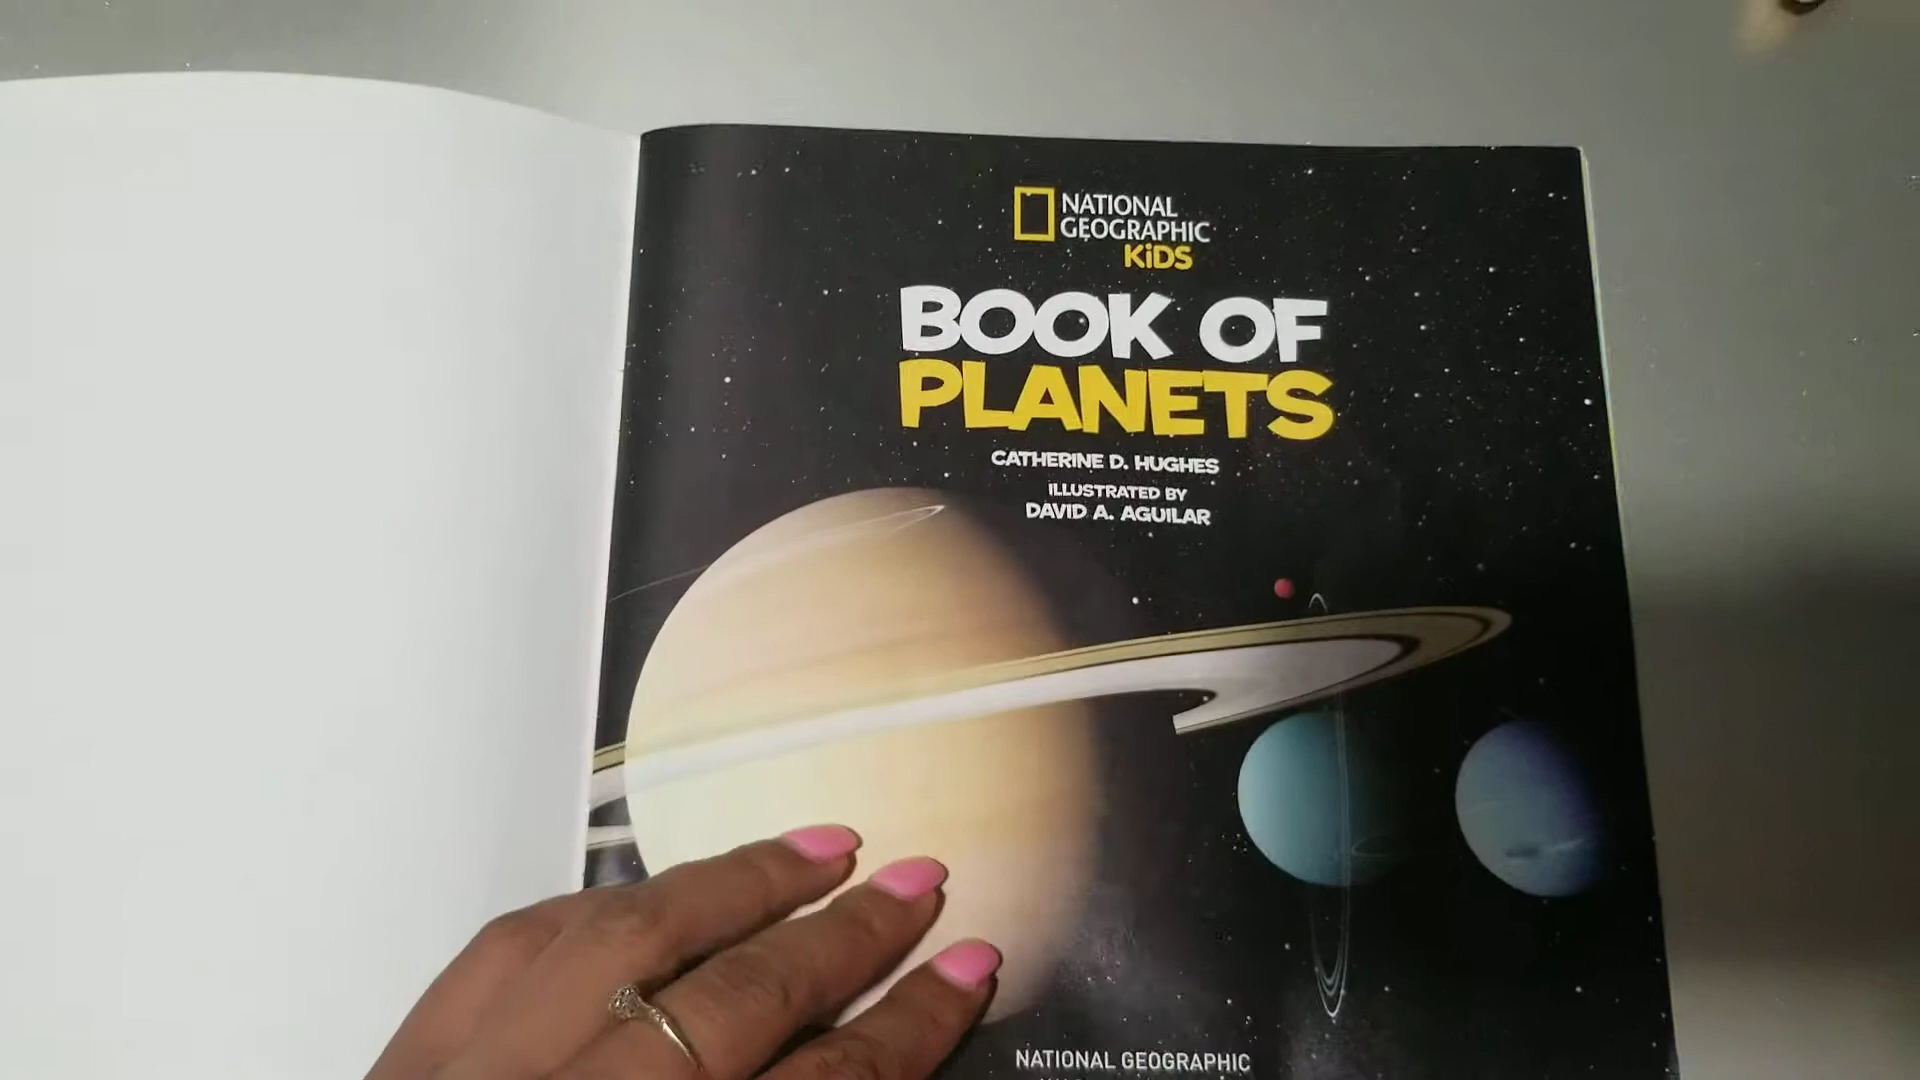 NATIONAL
GEOGRAPHIC
KiDS
BOOK OF
PLANETS
CATHERINE D. HUGHES
ILLUSTRATED BY
DAVID A. AGUILAR
NATIONAL GEOGRAPHIC